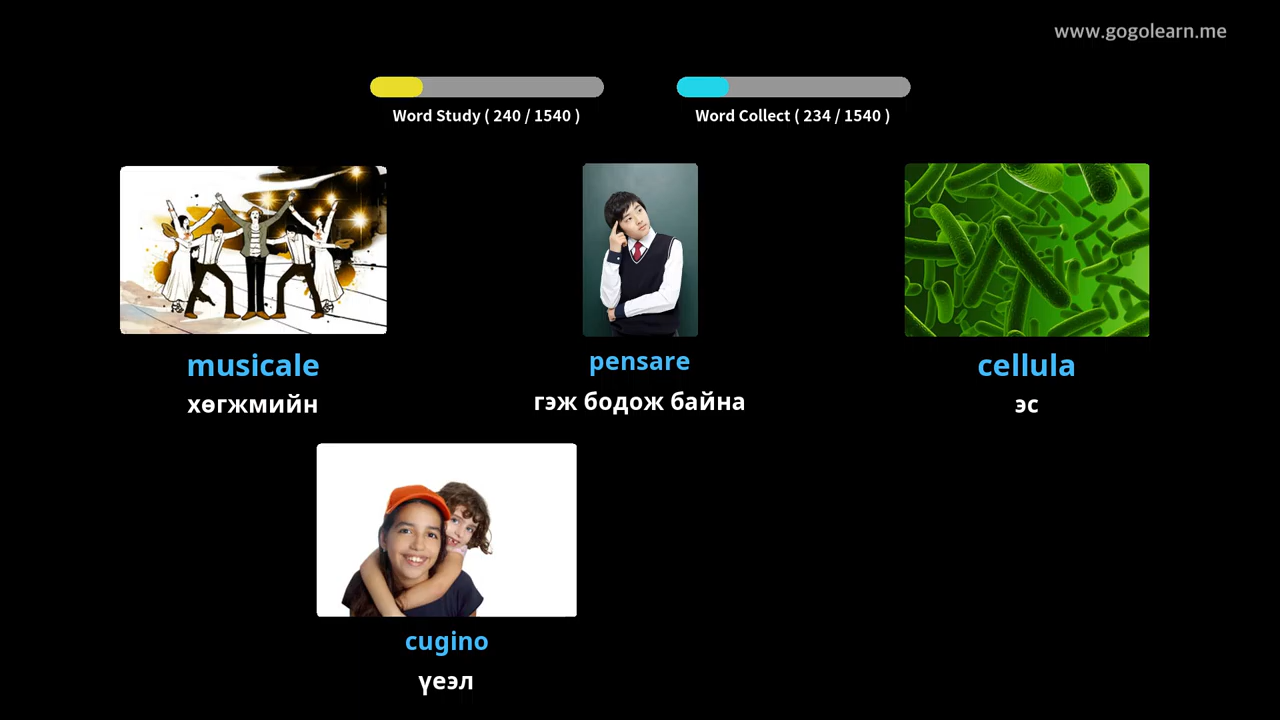 www.gogolearn.me
Word Study ( 240 / 1540 )
Word Collect ( 234 / 1540 )
musicale
хөгжмийн
pensare
гэж бодож байна
cellula
эс
cugino
үеэл